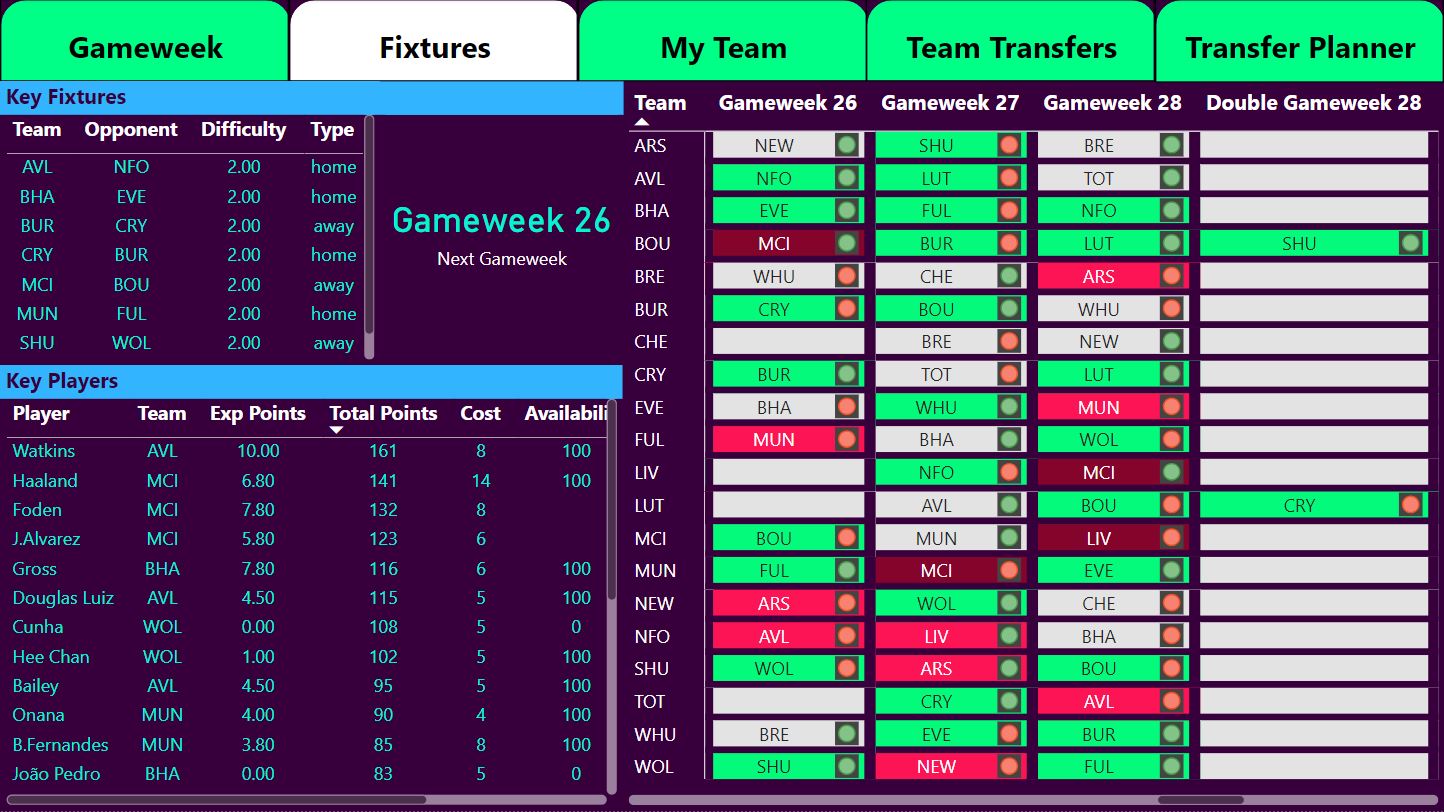 Gameweek Fixtures My Team Team Transfers Transfer Planner
Key Fixtures
Team Opponent Difficulty Type
AVL NFO 2.00 home
BHA EVE 2.00 home
BUR CRY 2.00 away
CRY BUR 2.00 home
MCI BOU 2.00 away
MUN FUL 2.00 home
SHU WOL 2.00 away
Gameweek 26
Next Gameweek
Key Players
Player Team Exp Points Total Points Cost Availabili
Watkins AVL 10.00 161 8 100
Haaland MCI 6.80 141 14 100
Foden MCI 7.80 132 8
J.Alvarez MCI 5.80 123 6
Gross BHA 7.80 116 6 100
Douglas Luiz AVL 4.50 115 5 100
Cunha WOL 0.00 108 5 0
Hee Chan WOL 1.00 102 5 100
Bailey AVL 4.50 95 5 100
Onana MUN 4.00 90 4 100
B.Fernandes MUN 3.80 85 8 100
João Pedro BHA 0.00 83 5 0
Team Gameweek 26 Gameweek 27 Gameweek 28 Double Gameweek 28
ARS NEW SHU BRE
AVL NFO LUT TOT
BHA EVE FUL NFO
BOU MCI BUR LUT SHU
BRE WHU CHE ARS
BUR CRY BOU WHU
CHE BRE NEW
CRY BUR TOT LUT
EVE BHA WHU MUN
FUL MUN BHA WOL
LIV NFO MCI
LUT AVL BOU CRY
MCI BOU MUN LIV
MUN FUL MCI EVE
NEW ARS WOL CHE
NFO AVL LIV BHA
SHU WOL ARS BOU
TOT CRY AVL
WHU BRE EVE BUR
WOL SHU NEW FUL